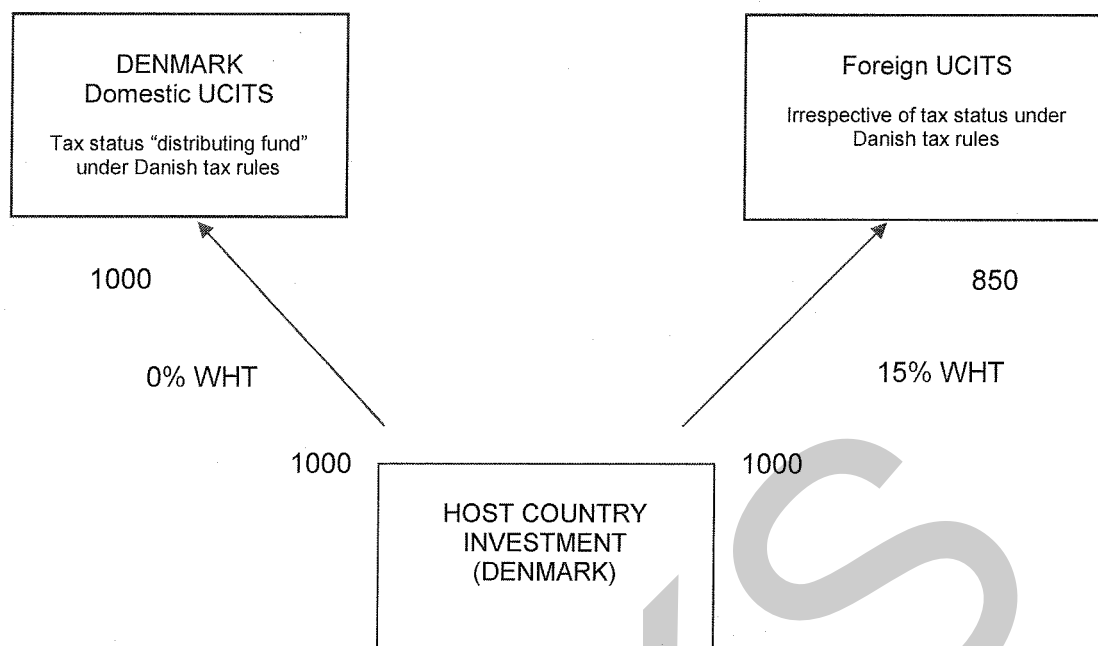 DENMARK
Domestic UCITS
Tax status “distributing fund”
under Danish tax rules
Foreign UCITS
Irrespective of tax status under
Danish tax rules
1000
850
0% WHT
15% WHT
1000
1000
HOST COUNTRY
INVESTMENT
(DENMARK)